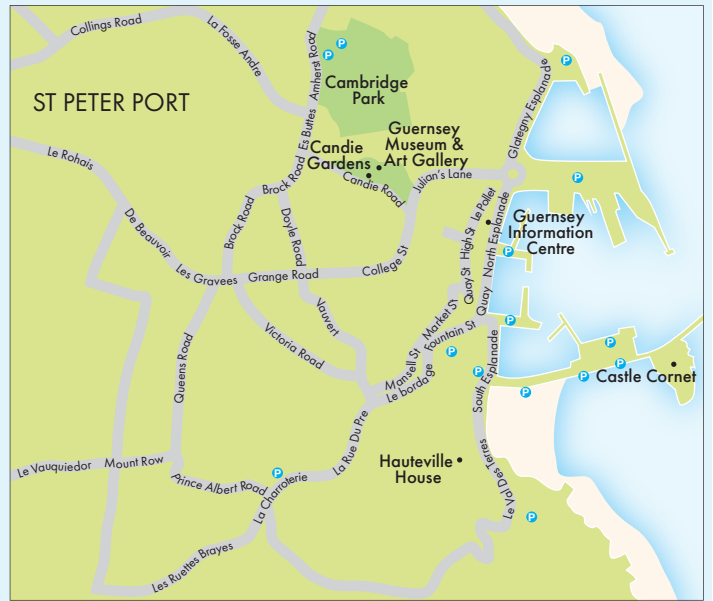 Collings Road
La Fosse Andre
Amherst Road
Es Buttes
P
P
P
Glategny Esplanade
ST PETER PORT
Cambridge
Park
Guernsey
Museum &
Art Gallery
Candie
Gardens
Le Rohais
Brock Road
Candie Road
Julian's Lane
P
De Beauvoir
Brock Road
Doyle Road
Le Pollet
High St
Quay St
North Esplanade
Quay
Guernsey
Information
Centre
P
Les Gravees
Grange Road
College St
Vauvert
Victoria Road
Market St
Fountain St
Mansell St
Le bordage
P
P
P
P
P
P
P
South Esplanade
Castle Cornet
Queens Road
La Rue Du Pre
Le Vauquiedor
Mount Row
Prince Albert Road
P
La Charroterie
Hauteville
House
Le Val Des Terres
P
Les Ruettes Brayes